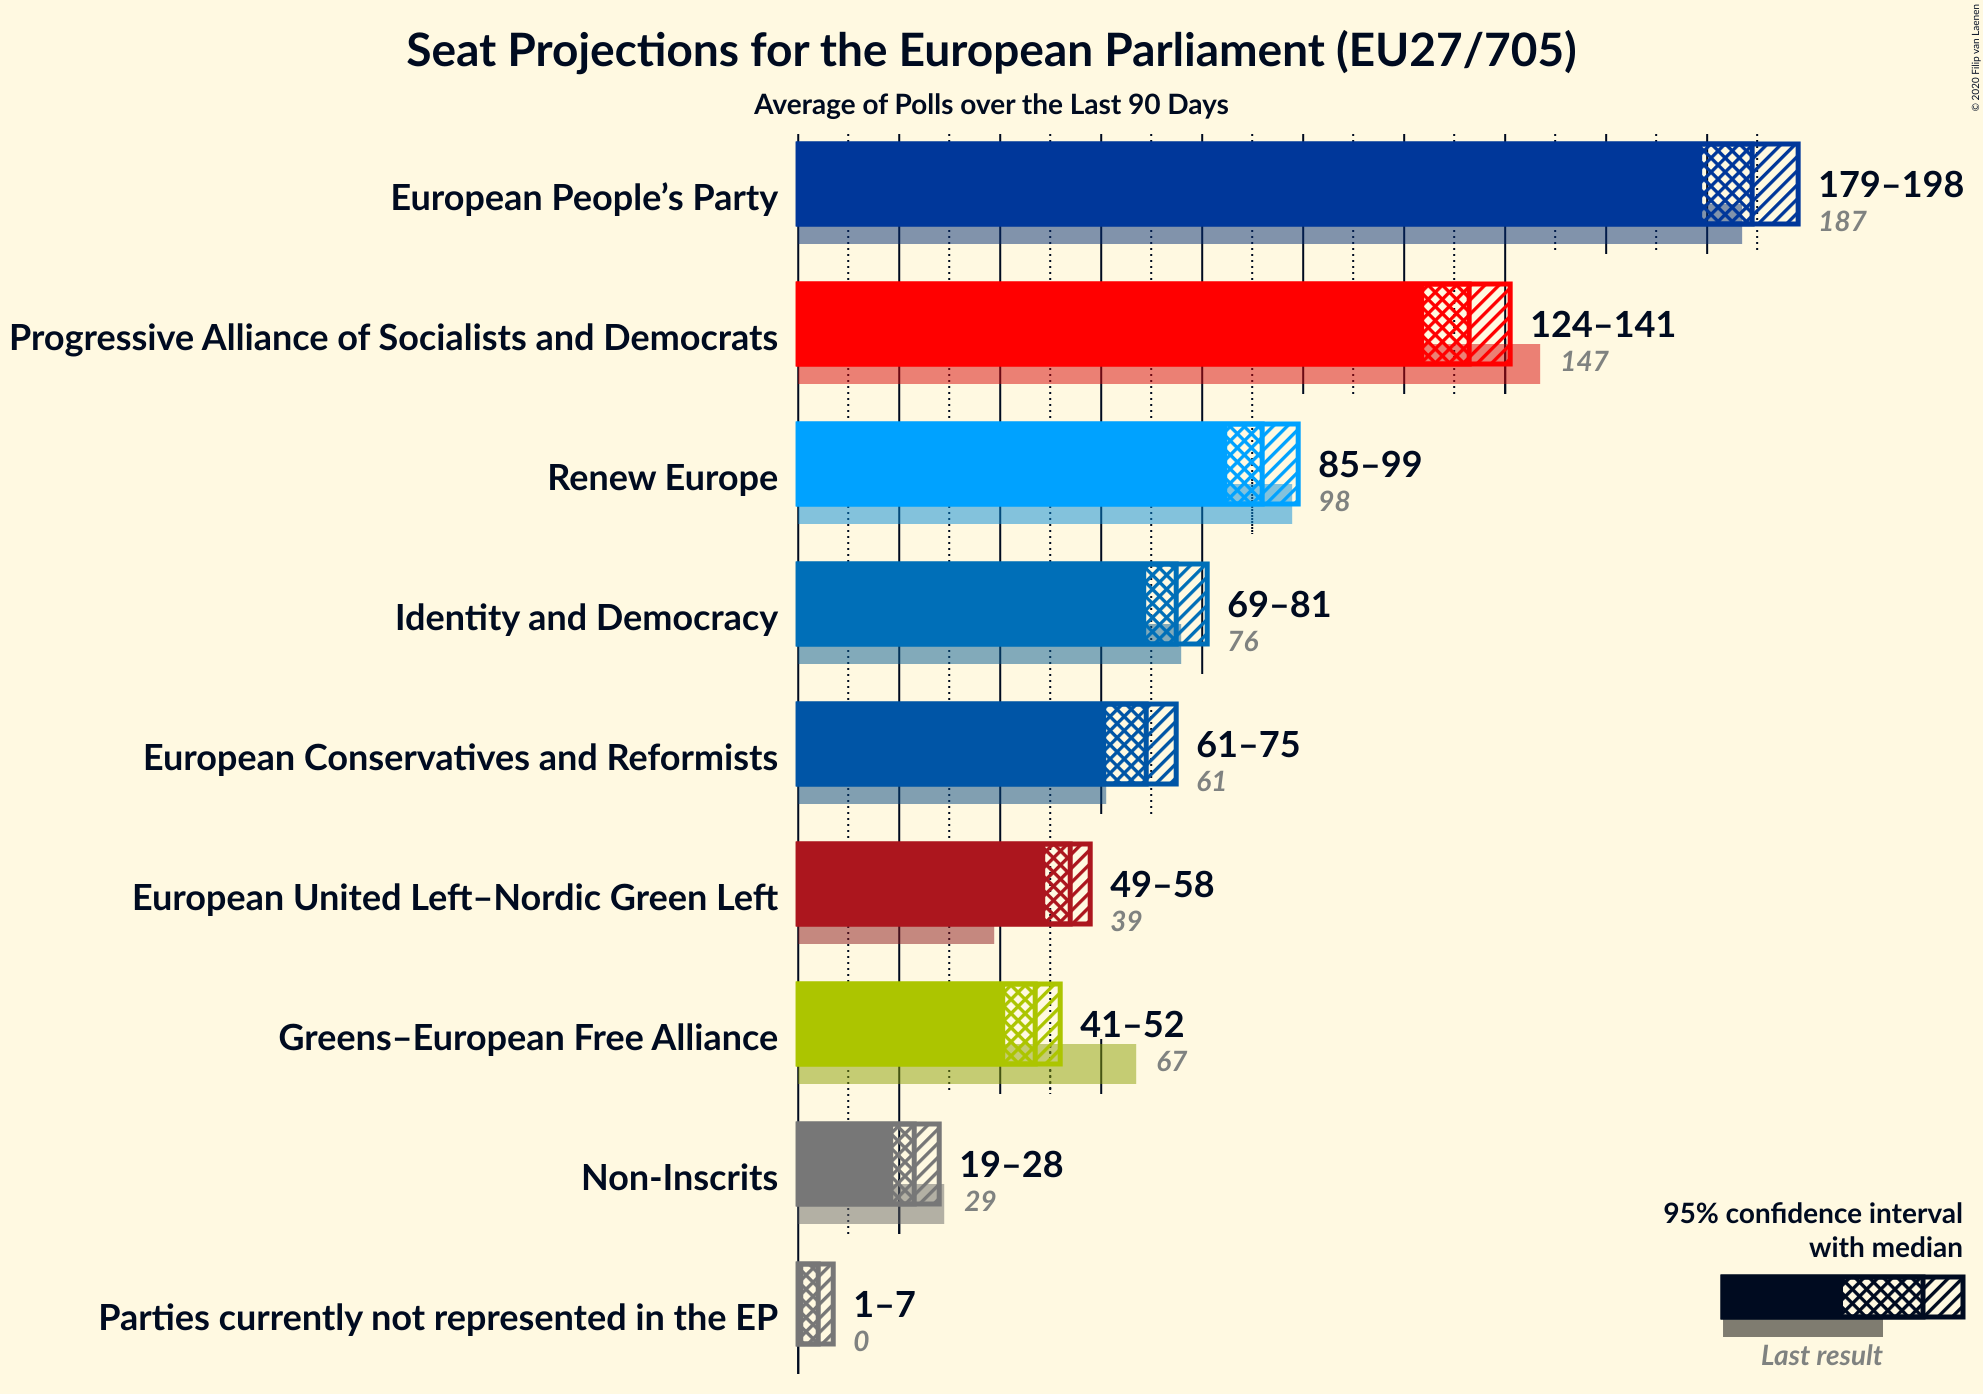 Seat Projections for the European Parliament (EU27/705)
Average of Polls over the Last 90 Days
© 2020 Filip van Laenen
European People’s Party
179–198
187
Progressive Alliance of Socialists and Democrats
124–141
147
Renew Europe
85–99
98
Identity and Democracy
69–81
76
European Conservatives and Reformists
61–75
61
European United Left–Nordic Green Left
49–58
39
Greens–European Free Alliance
41–52
67
Non-Inscrits
19–28
29
Parties currently not represented in the EP
1–7
0
95% confidence interval
with median
Last result